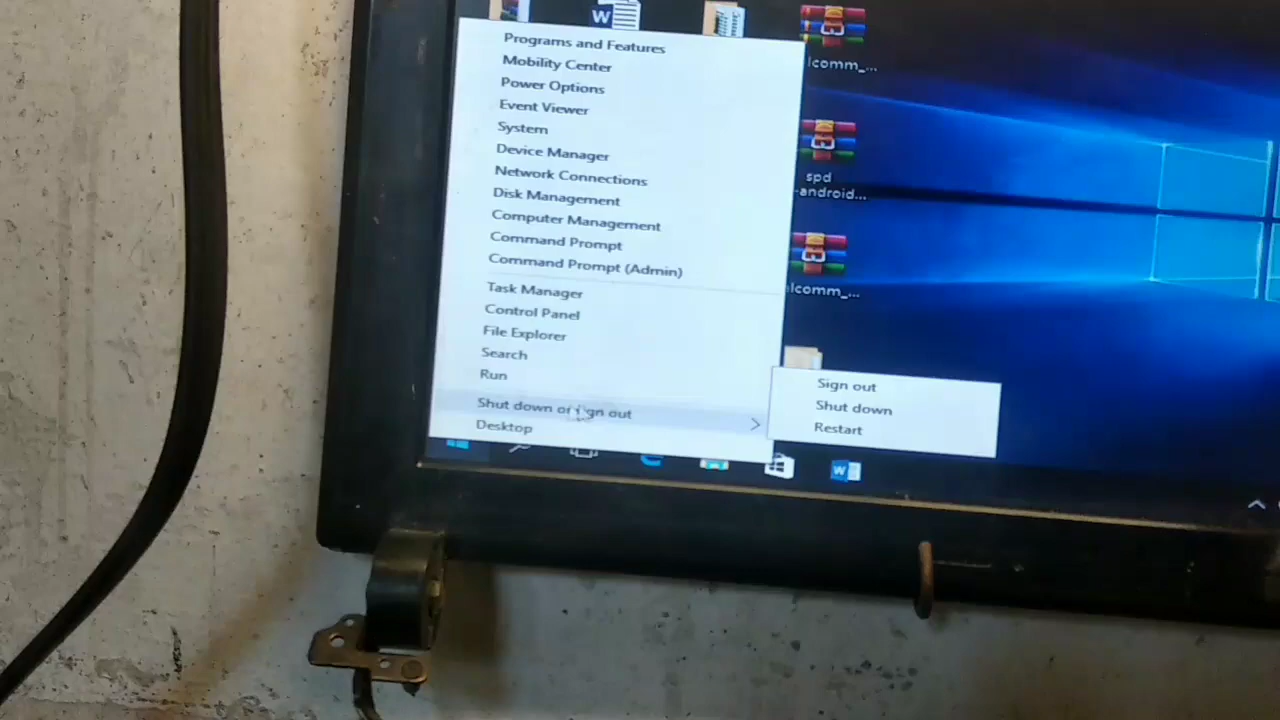 Programs and Features
Mobility Center
Power Options
Event Viewer
System
Device Manager
Network Connections
Disk Management
Computer Management
Command Prompt
Command Prompt (Admin)
Task Manager
Control Panel
File Explorer
Search
Run
Shut down or sign out
Desktop
Sign out
Shut down
Restart
lcomm_...
spd
-android...
lcomm_...
W
W